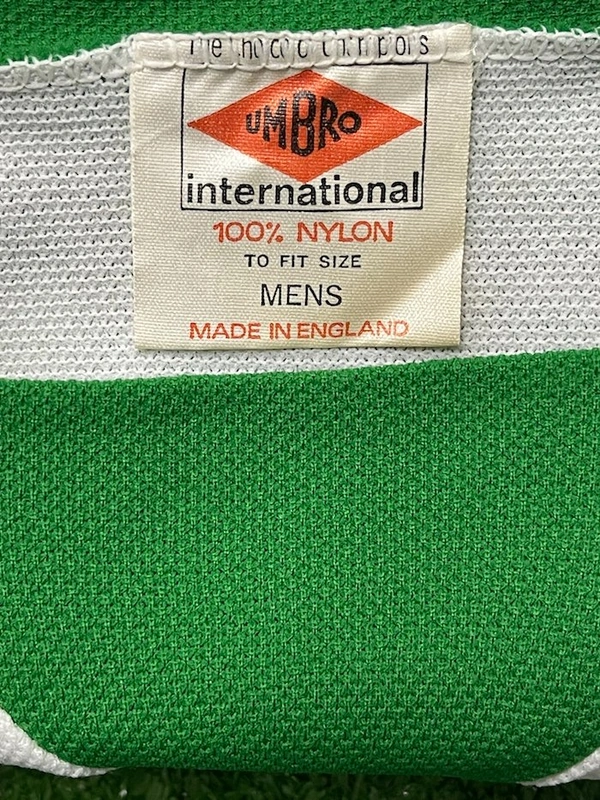 UMBRO
international
100% NYLON
TO FIT SIZE
MENS
MADE IN ENGLAND